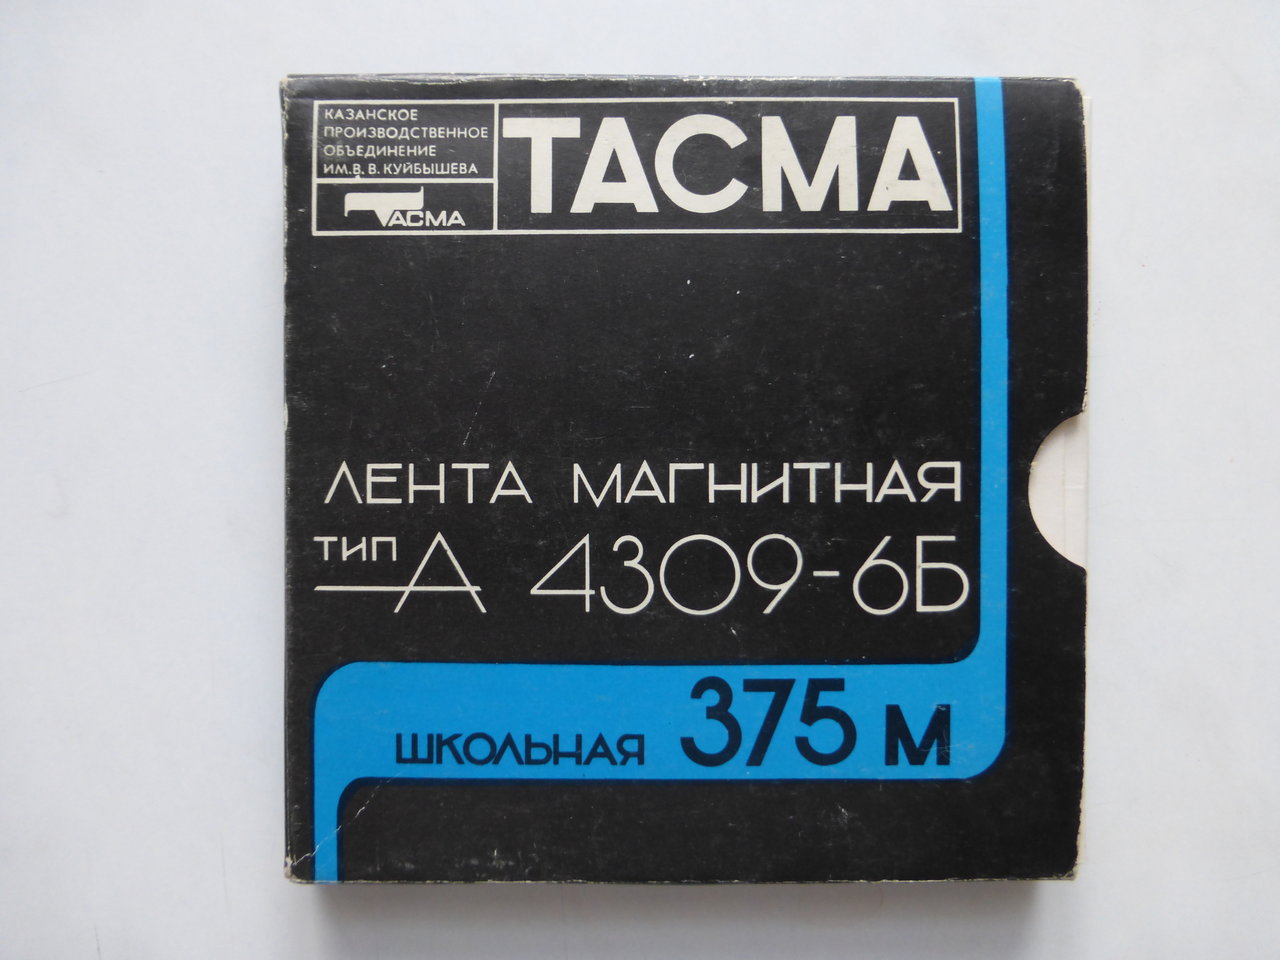 КАЗАНСКОЕ
ПРОИЗВОДСТВЕННОЕ
ОБЪЕДИНЕНИЕ
ИМ. В. В. КУЙБЫШЕВА
ТАСМА
ТАСМА
ЛЕНТА МАГНИТНАЯ
ТИП А 4309-6Б
ШКОЛЬНАЯ 375 М